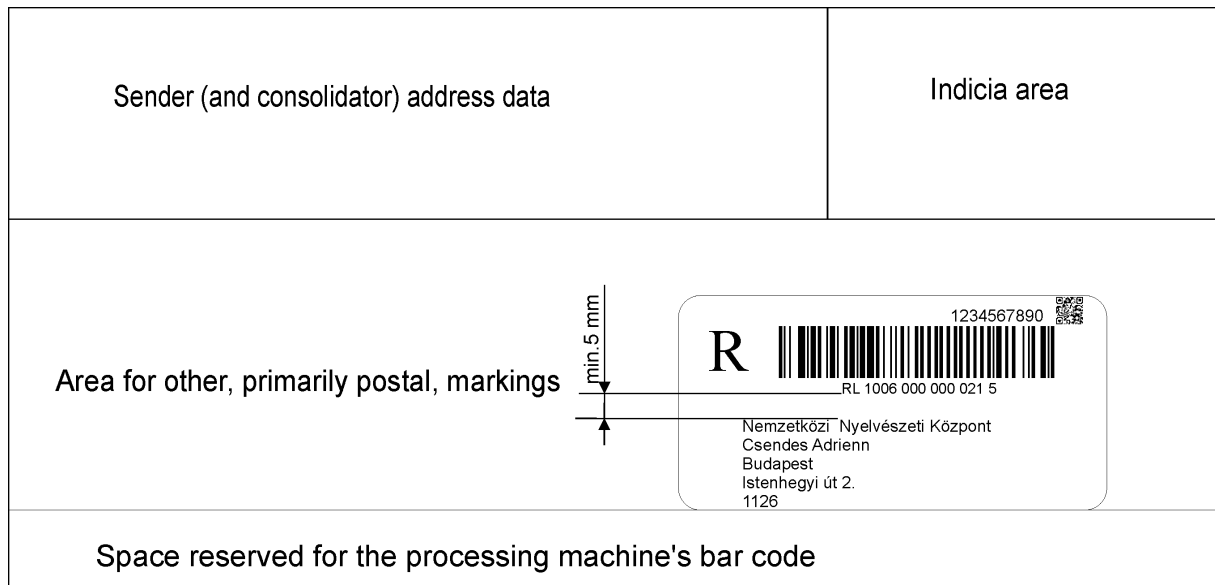 Sender (and consolidator) address data
Indicia area
Area for other, primarily postal, markings
min.5 mm
1234567890
R
RL 1006 000 000 021 5
Nemzetközi Nyelvészeti Központ
Csendes Adrienn
Budapest
Istenhegyi út 2.
1126
Space reserved for the processing machine's bar code